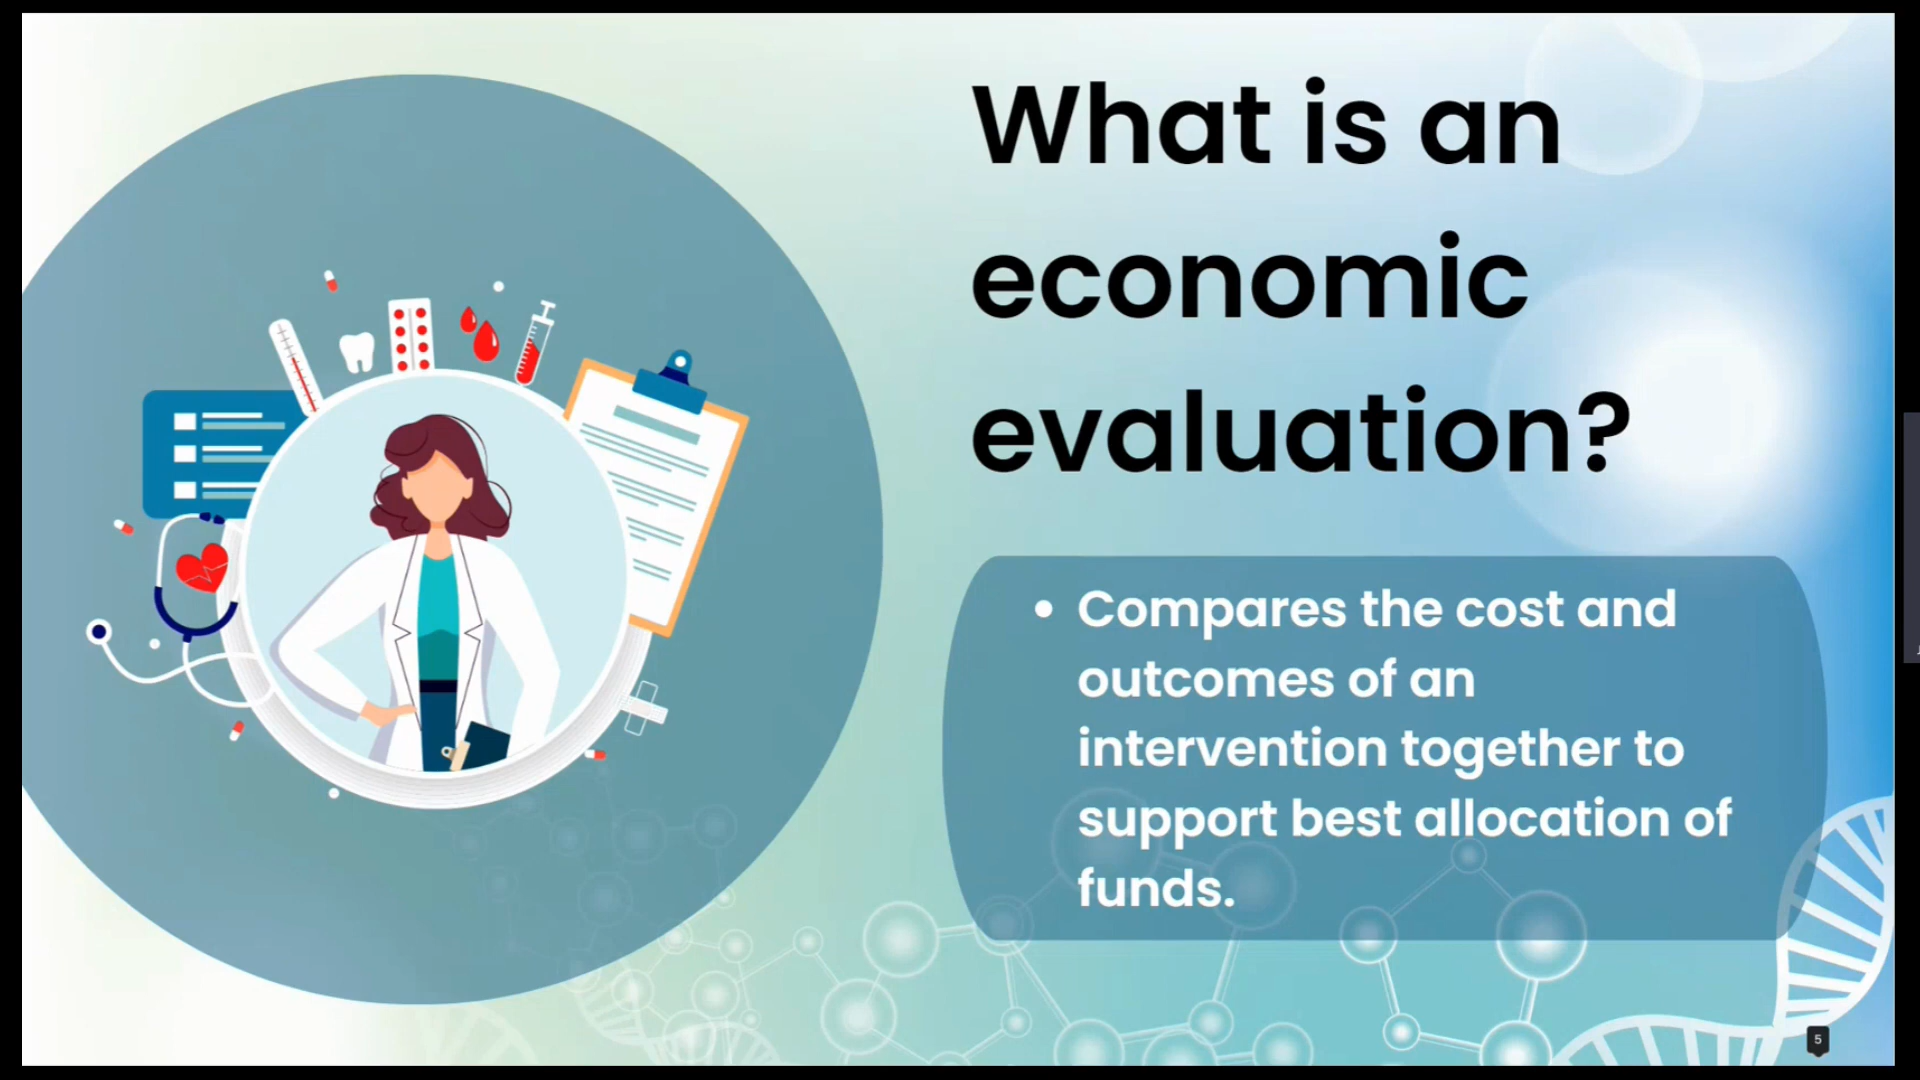 What is an
economic
evaluation?
• Compares the cost and
outcomes of an
intervention together to
support best allocation of
funds.
5